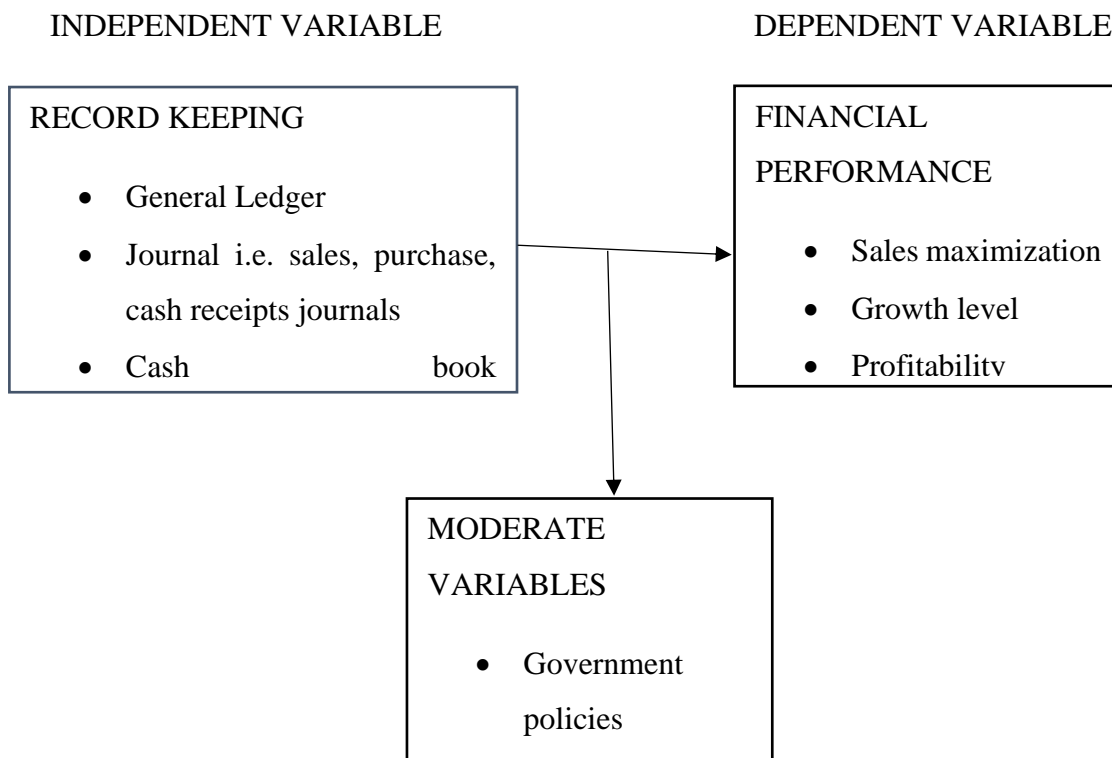 INDEPENDENT VARIABLE
DEPENDENT VARIABLE
RECORD KEEPING
• General Ledger
• Journal i.e. sales, purchase,
cash receipts journals
• Cash book
FINANCIAL
PERFORMANCE
• Sales maximization
• Growth level
• Profitability
MODERATE
VARIABLES
• Government
policies